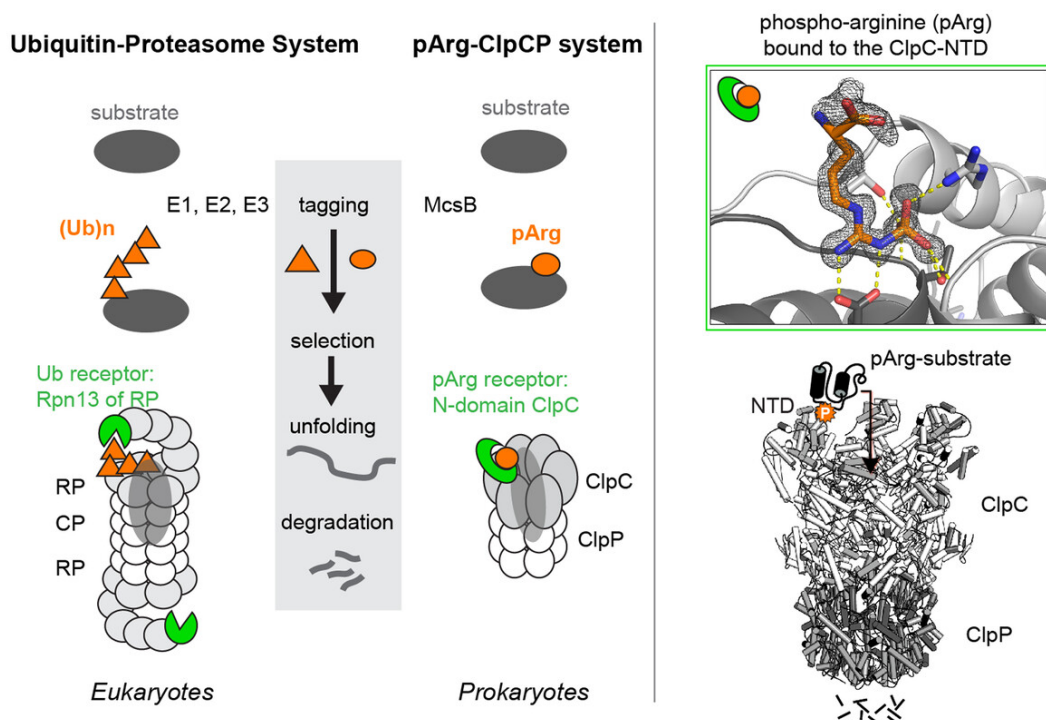 Ubiquitin-Proteasome System
substrate
E1, E2, E3
(Ub)n
Ub receptor:
Rpn13 of RP
RP
CP
RP
Eukaryotes
tagging
selection
unfolding
degradation
pArg-ClpCP system
substrate
McsB
pArg
pArg receptor:
N-domain ClpC
ClpC
ClpP
Prokaryotes
phospho-arginine (pArg)
bound to the ClpC-NTD
pArg-substrate
NTD
P
ClpC
ClpP